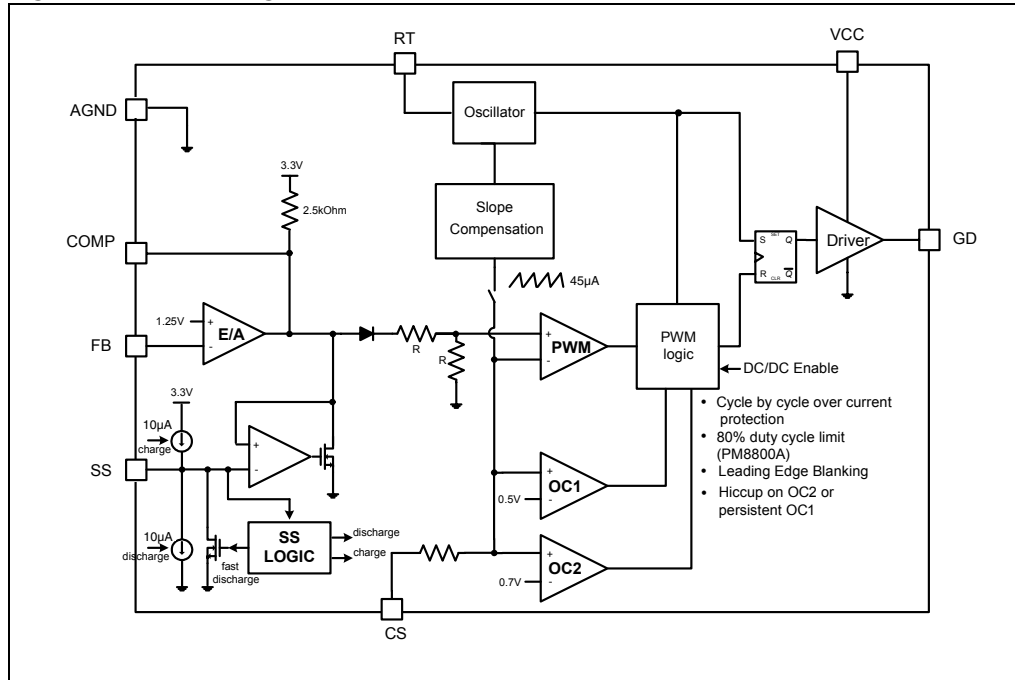 RT
VCC
AGND
Oscillator
3.3V
2.5kOhm
Slope
Compensation
COMP
45µA
S SET Q
R CLR Q
Driver
GD
1.25V
+
-
E/A
FB
R
R
+
-
PWM
PWM
logic
DC/DC Enable
• Cycle by cycle over current
protection
• 80% duty cycle limit
(PM8800A)
• Leading Edge Blanking
• Hiccup on OC2 or
persistent OC1
3.3V
10µA
charge
SS
+
-
0.5V
+
-
OC1
10µA
discharge
fast
discharge
SS
LOGIC
discharge
charge
0.7V
+
-
OC2
CS